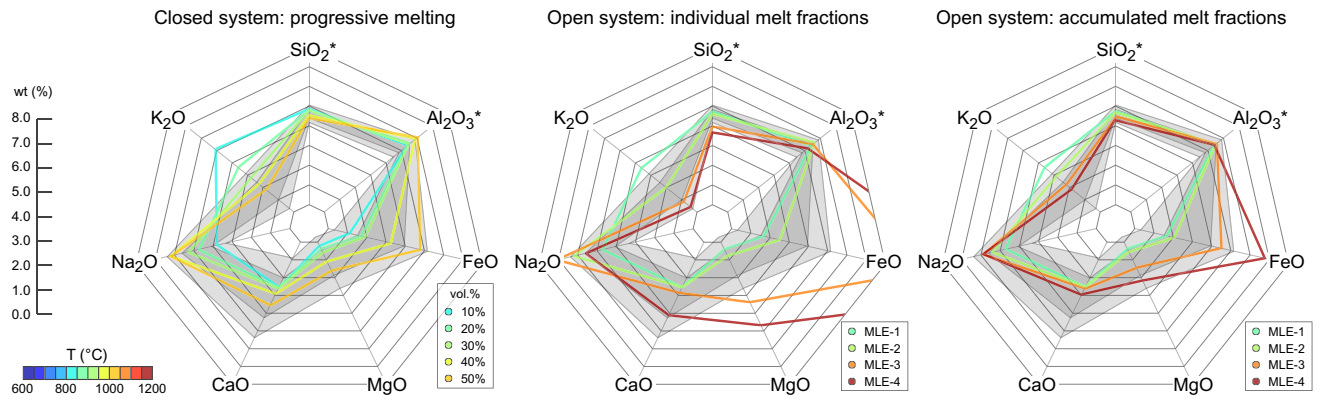 Closed system: progressive melting
Open system: individual melt fractions
Open system: accumulated melt fractions
SiO₂*
Al₂O₃*
FeO
MgO
CaO
Na₂O
K₂O
SiO₂*
Al₂O₃*
FeO
MgO
CaO
Na₂O
K₂O
SiO₂*
Al₂O₃*
FeO
MgO
CaO
Na₂O
K₂O
wt (%)
8.0
7.0
6.0
5.0
4.0
3.0
2.0
1.0
0.0
T (°C)
600 800 1000 1200
vol.%
10%
20%
30%
40%
50%
MLE-1
MLE-2
MLE-3
MLE-4
MLE-1
MLE-2
MLE-3
MLE-4